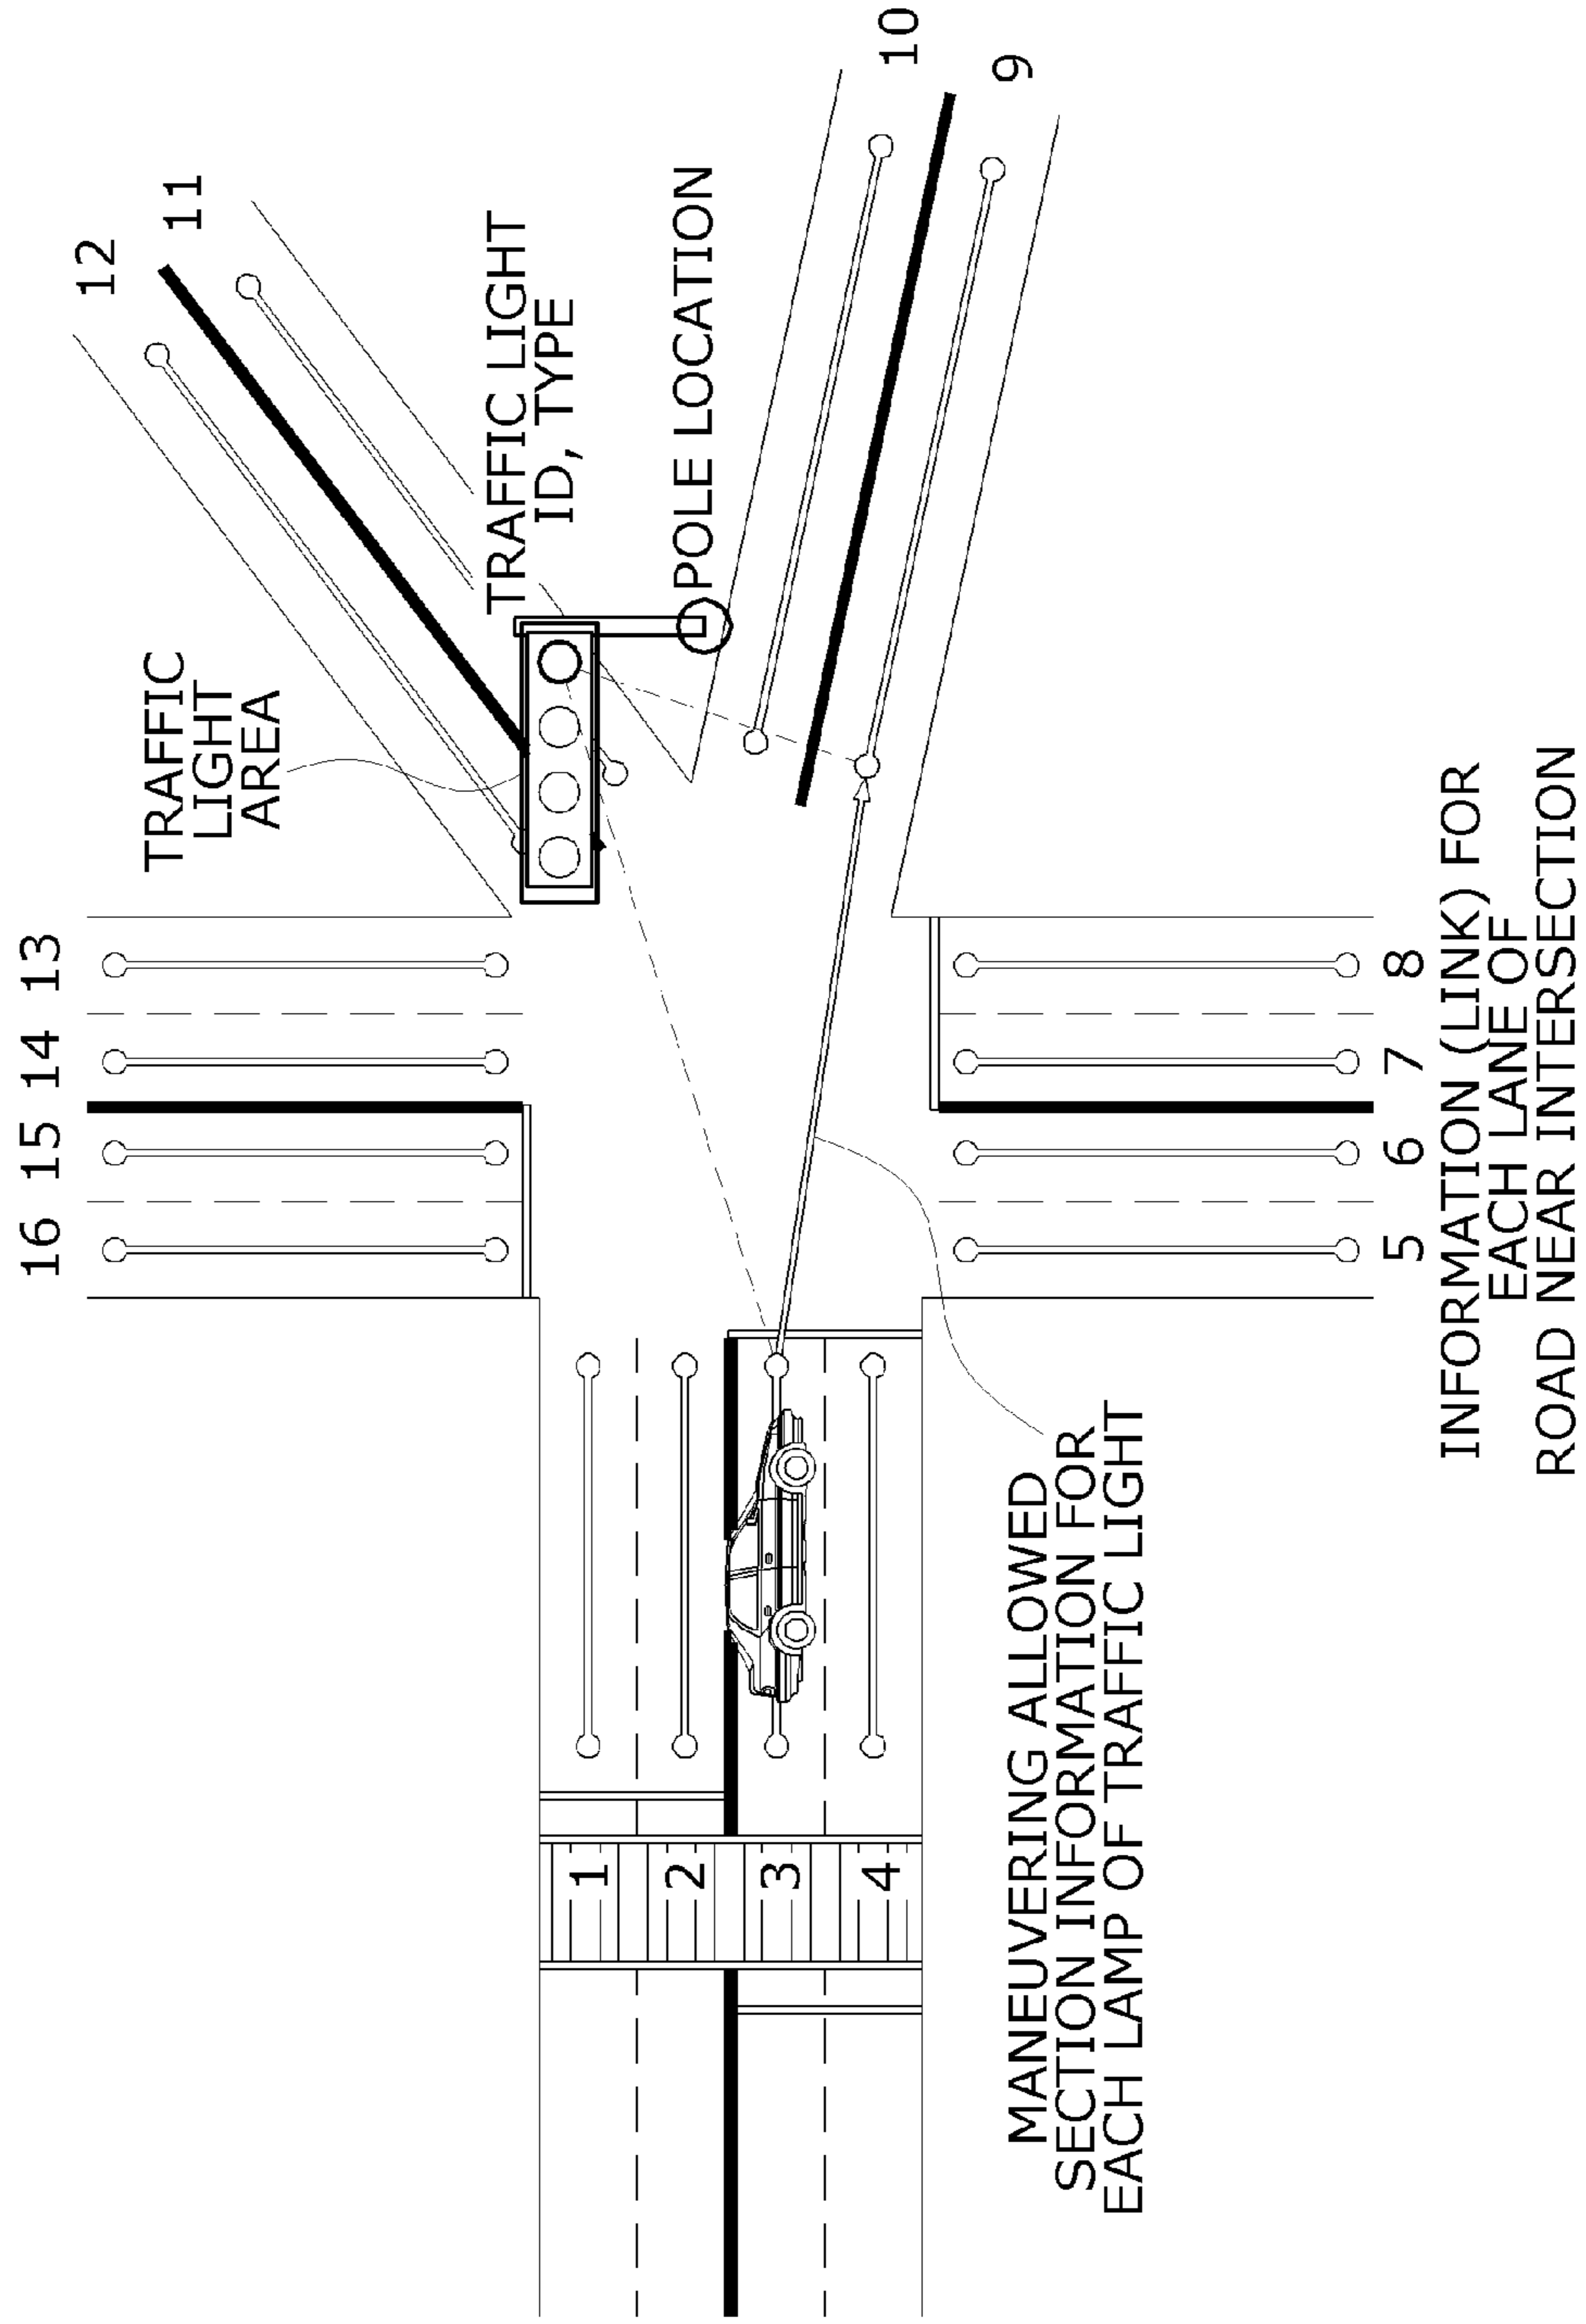 12
11
10
9
TRAFFIC
LIGHT
AREA
TRAFFIC LIGHT
ID, TYPE
POLE LOCATION
16 15 14 13
1
2
3
4
5 6 7 8
MANEUVERING ALLOWED
SECTION INFORMATION FOR
EACH LAMP OF TRAFFIC LIGHT
INFORMATION (LINK) FOR
EACH LANE OF
ROAD NEAR INTERSECTION